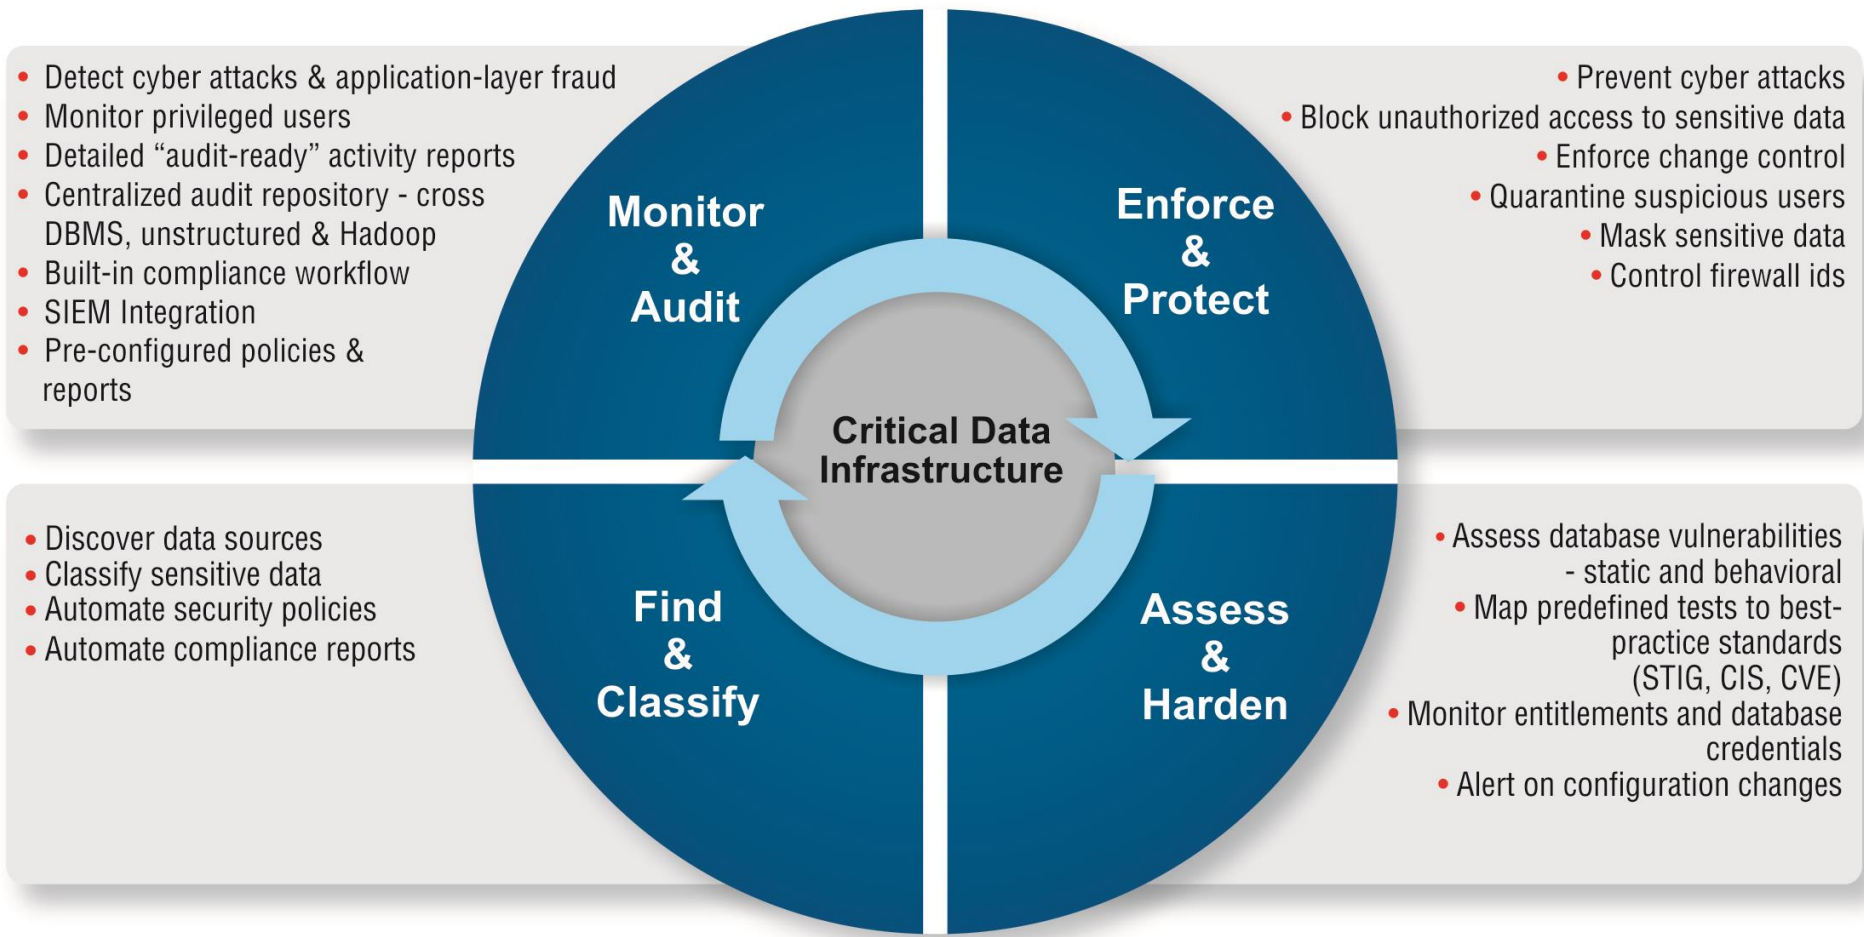 • Detect cyber attacks & application-layer fraud
• Monitor privileged users
• Detailed “audit-ready” activity reports
• Centralized audit repository - cross
DBMS, unstructured & Hadoop
• Built-in compliance workflow
• SIEM Integration
• Pre-configured policies &
reports
Monitor
&
Audit
Enforce
&
Protect
• Prevent cyber attacks
• Block unauthorized access to sensitive data
• Enforce change control
• Quarantine suspicious users
• Mask sensitive data
• Control firewall ids
Critical Data
Infrastructure
• Discover data sources
• Classify sensitive data
• Automate security policies
• Automate compliance reports
Find
&
Classify
Assess
&
Harden
• Assess database vulnerabilities
- static and behavioral
• Map predefined tests to best-
practice standards
(STIG, CIS, CVE)
• Monitor entitlements and database
credentials
• Alert on configuration changes